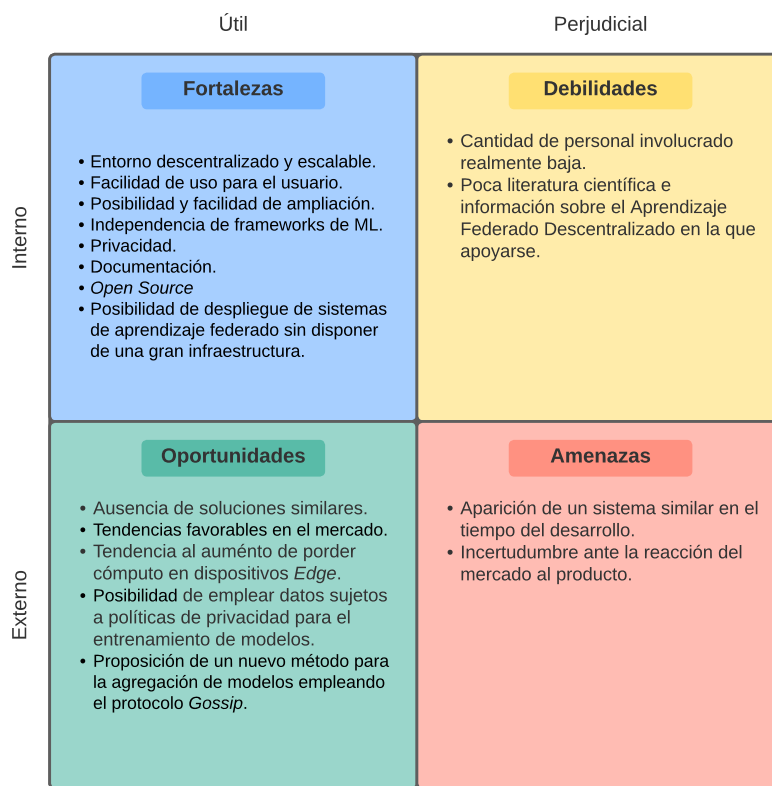 Útil
Perjudicial
Interno
Fortalezas
• Entorno descentralizado y escalable.
• Facilidad de uso para el usuario.
• Posibilidad y facilidad de ampliación.
• Independencia de frameworks de ML.
• Privacidad.
• Documentación.
• Open Source
• Posibilidad de despliegue de sistemas
de aprendizaje federado sin disponer
de una gran infraestructura.
Debilidades
• Cantidad de personal involucrado
realmente baja.
• Poca literatura científica e
información sobre el Aprendizaje
Federado Descentralizado en la que
apoyarse.
Externo
Oportunidades
• Ausencia de soluciones similares.
• Tendencias favorables en el mercado.
• Tendencia al auménto de porder
cómputo en dispositivos Edge.
• Posibilidad de emplear datos sujetos
a políticas de privacidad para el
entrenamiento de modelos.
• Proposición de un nuevo método para
la agregación de modelos empleando
el protocolo Gossip.
Amenazas
• Aparición de un sistema similar en el
tiempo del desarrollo.
• Incertudumbre ante la reacción del
mercado al producto.